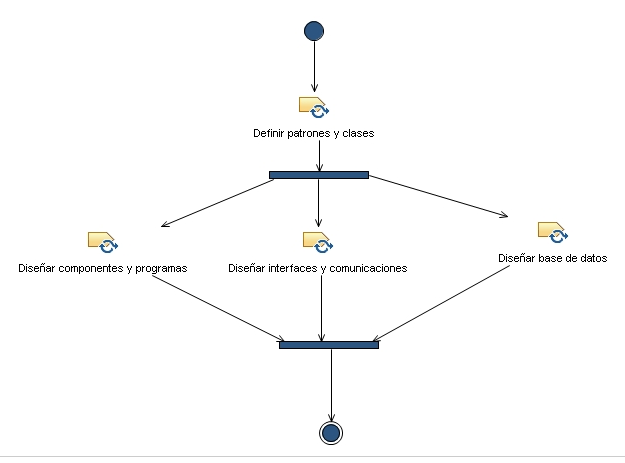 Definir patrones y clases
Diseñar componentes y programas
Diseñar interfaces y comunicaciones
Diseñar base de datos